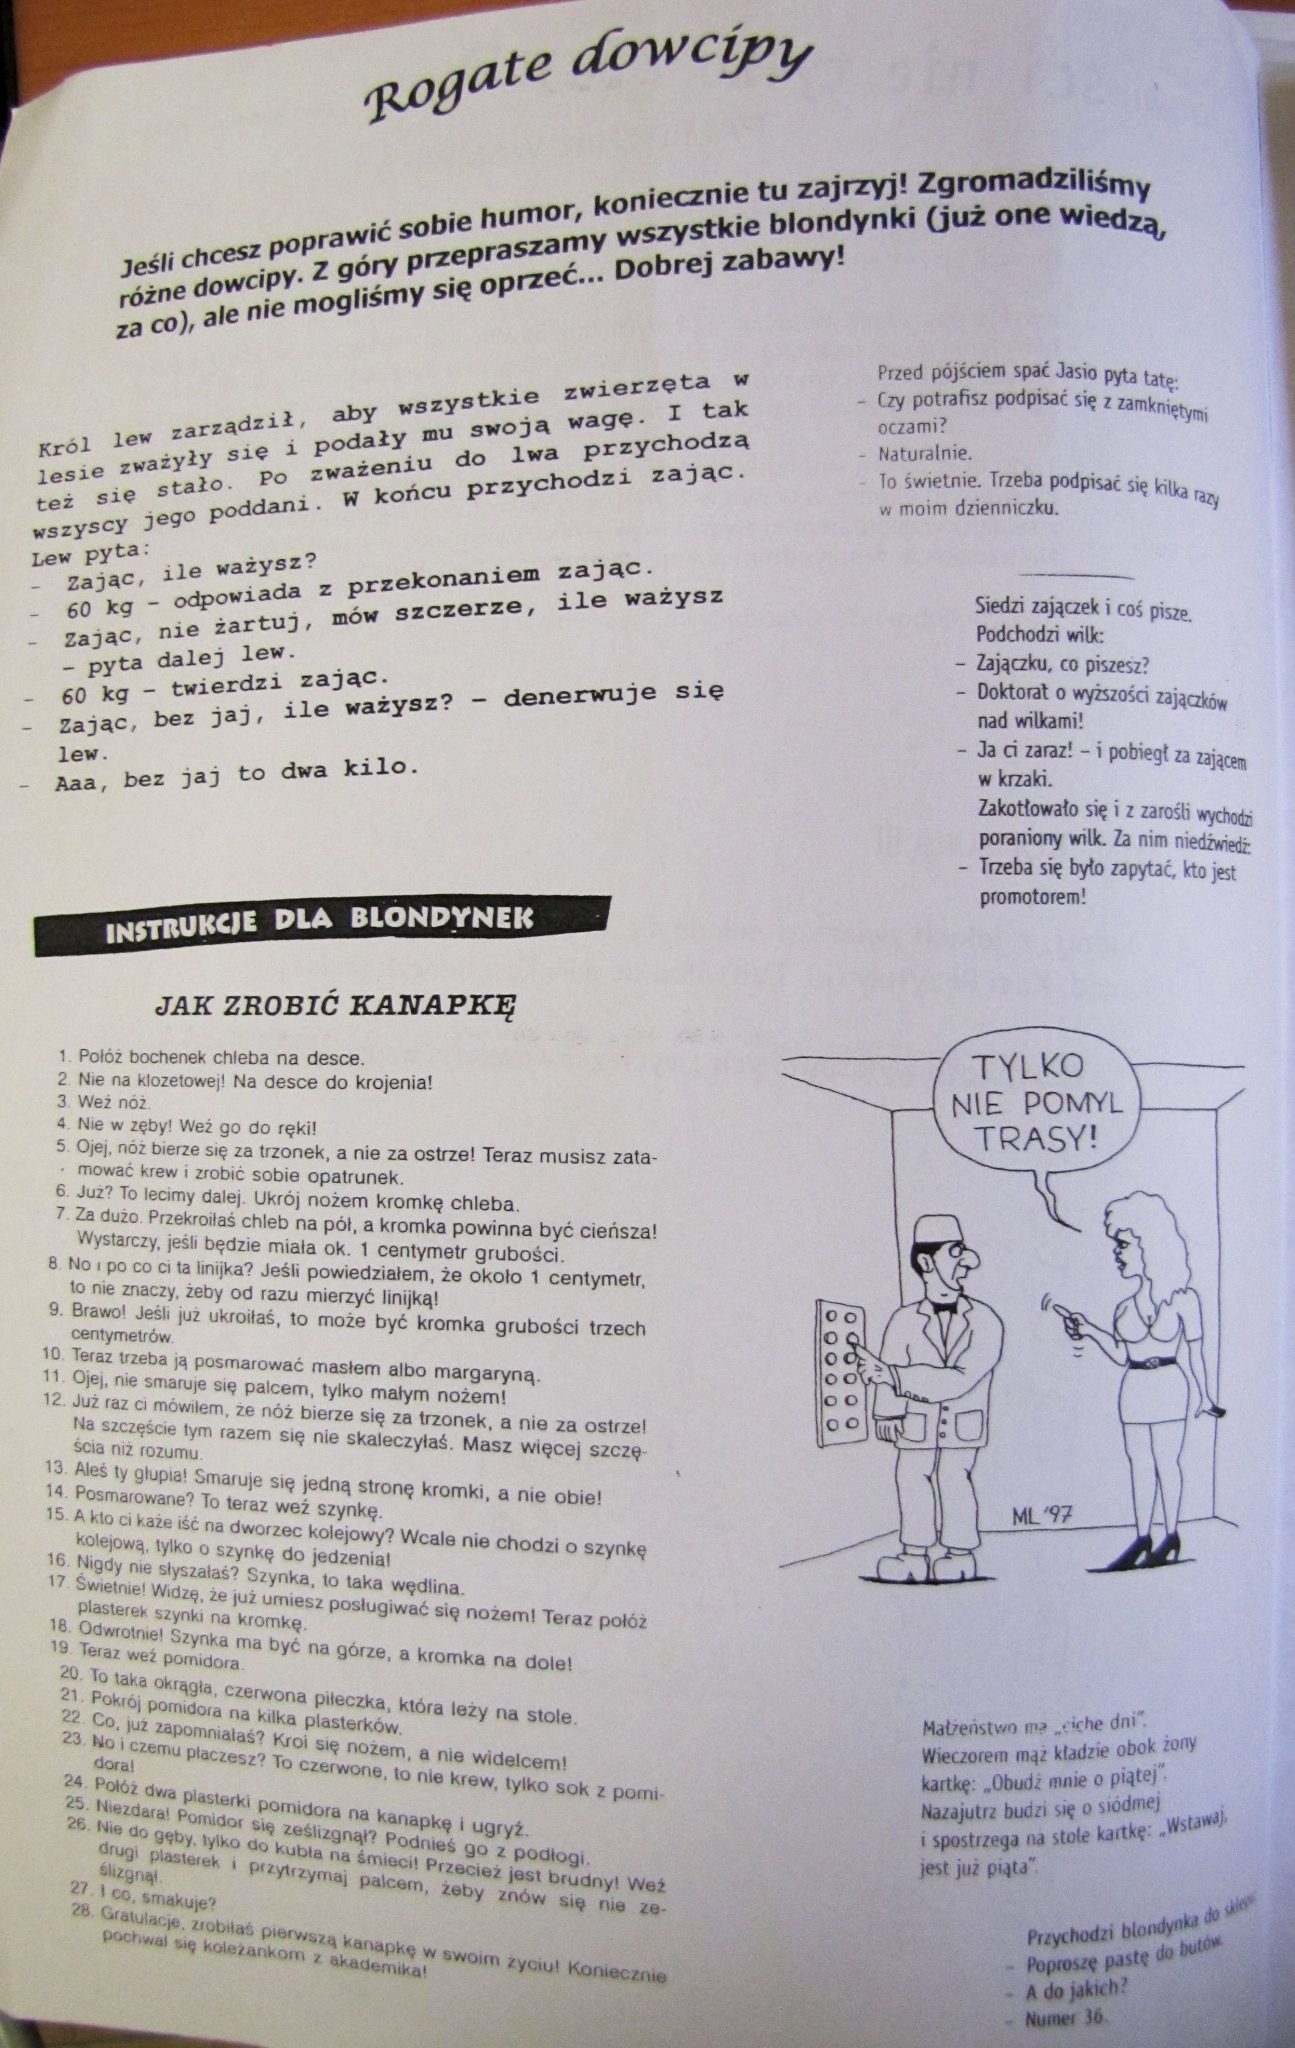 Rogate dowcipy
Jeśli chcesz poprawić sobie humor, koniecznie tu zajrzyj! Zgromadziliśmy
różne dowcipy. Z góry przepraszamy wszystkie blondynki (już one wiedzą,
za co), ale nie mogliśmy się oprzeć... Dobrej zabawy!
Król lew zarządził, aby wszystkie zwierzęta w
lesie zważyły się i podały mu swoją wagę. I tak
też się stało. Po zważeniu do lwa przychodzą
wszyscy jego poddani. W końcu przychodzi zając.
Lew pyta:
- Zając, ile ważysz?
- 60 kg - odpowiada z przekonaniem zając.
- Zając, nie żartuj, mów szczerze, ile ważysz
- pyta dalej lew.
- 60 kg - twierdzi zając.
- Zając, bez jaj, ile ważysz? - denerwuje się
lew.
- Aaa, bez jaj to dwa kilo.
INSTRUKCJE DLA BLONDYNEK
JAK ZROBIĆ KANAPKĘ
1. Połóż bochenek chleba na desce.
2. Nie na klozetowej! Na desce do krojenia!
3. Weź nóż.
4. Nie w zęby! Weź go do ręki!
5. Ojej, nóż bierze się za trzonek, a nie za ostrze! Teraz musisz zata-
mować krew i zrobić sobie opatrunek.
6. Już? To lecimy dalej. Ukrój nożem kromkę chleba.
7. Za dużo. Przekroiłaś chleb na pół, a kromka powinna być cieńsza!
Wystarczy, jeśli będzie miała ok. 1 centymetr grubości.
8. No i po co ci ta linijka? Jeśli powiedziałem, że około 1 centymetr,
to nie znaczy, żeby od razu mierzyć linijką!
9. Brawo! Jeśli już ukroiłaś, to może być kromka grubości trzech
centymetrów.
10. Teraz trzeba ją posmarować masłem albo margaryną.
11. Ojej, nie smaruje się palcem, tylko małym nożem!
12. Już raz ci mówiłem, że nóż bierze się za trzonek, a nie za ostrze!
Na szczęście tym razem się nie skaleczyłaś. Masz więcej szczę-
ścia niż rozumu.
13. Aleś ty głupia! Smaruje się jedną stronę kromki, a nie obie!
14. Posmarowane? To teraz weź szynkę.
15. A kto ci każe iść na dworzec kolejowy? Wcale nie chodzi o szynkę
kolejową, tylko o szynkę do jedzenia!
16. Nigdy nie słyszałaś? Szynka, to taka wędlina.
17. Świetnie! Widzę, że już umiesz posługiwać się nożem! Teraz połóż
plasterek szynki na kromkę.
18. Odwrotnie! Szynka ma być na górze, a kromka na dole!
19. Teraz weź pomidora.
20. To taka okrągła, czerwona piłeczka, która leży na stole.
21. Pokrój pomidora na kilka plasterków.
22. Co, już zapomniałaś? Kroi się nożem, a nie widelcem!
23. No i czemu płaczesz? To czerwone, to nie krew, tylko sok z pomi-
dora!
24. Połóż dwa plasterki pomidora na kanapkę i ugryź.
25. Niezdara! Pomidor się ześlizgnął? Podnieś go z podłogi.
26. Nie do gęby, tylko do kubła na śmieci! Przecież jest brudny! Weź
drugi plasterek i przytrzymaj palcem, żeby znów się nie ze-
ślizgnął.
27. I co, smakuje?
28. Gratulacje, zrobiłaś pierwszą kanapkę w swoim życiu! Koniecznie
pochwal się koleżankom z akademika!
Przed pójściem spać Jasio pyta tatę:
- Czy potrafisz podpisać się z zamkniętymi
oczami?
- Naturalnie.
- To świetnie. Trzeba podpisać się kilka razy
w moim dzienniczku.
Siedzi zajączek i coś pisze.
Podchodzi wilk:
- Zajączku, co piszesz?
- Doktorat o wyższości zajączków
nad wilkami!
- Ja ci zaraz! - i pobiegł za zającem
w krzaki.
Zakotłowało się i z zarośli wychodzi
poraniony wilk. Za nim niedźwiedź:
- Trzeba się było zapytać, kto jest
promotorem!
TYLKO
NIE POMYL
TRASY!
ML '97
Małżeństwo ma „ciche dni".
Wieczorem mąż kładzie obok żony
kartkę: „Obudź mnie o piątej".
Nazajutrz budzi się o siódmej
i spostrzega na stole kartkę: „Wstawaj,
jest już piąta".
Przychodzi blondynka do sklepu
- Poproszę pastę do butów.
- A do jakich?
- Numer 36.